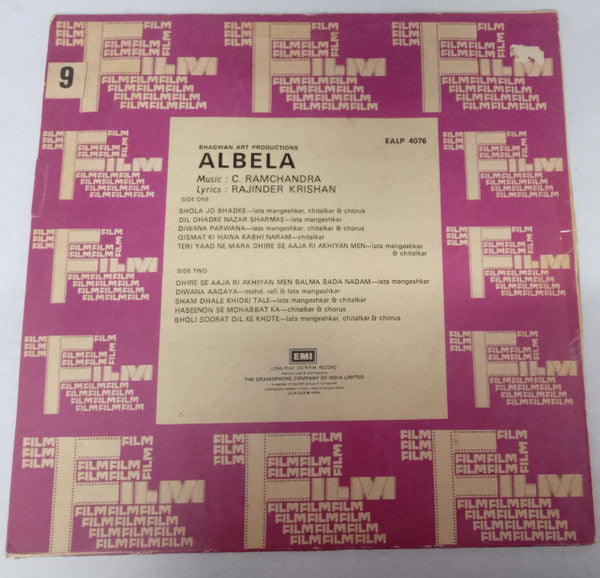 9
FILM
BHAGWAN ART PRODUCTIONS
EALP 4076
ALBELA
Music : C. RAMCHANDRA
Lyrics : RAJINDER KRISHAN
SIDE ONE
SHOLA JO BHADKE—lata mangeshkar, chitalkar & chorus
DIL DHADKE NAZAR SHARMAE—lata mangeshkar
DIWANA PARWANA—lata mangeshkar, chitalkar & chorus
QISMAT KI HAWA KABHI NARAM—chitalkar
TERI YAAD NE MARA DHIRE SE AAJA RI AKHIYAN MEN—lata mangeshkar
& chitalkar
SIDE TWO
DHIRE SE AAJA RI AKHIYAN MEN BALMA BADA NADAM—lata mangeshkar
DIWANA AAGAYA—mohd. rafi & lata mangeshkar
SHAM DHALE KHIDKI TALE—lata mangeshkar & chitalkar
HASEENON SE MOHABBAT KA—chitalkar & chorus
BHOLI SOORAT DIL KE KHOTE—lata mangeshkar, chitalkar & chorus
EMI
LONG PLAY 33 R.P.M. RECORD
THE GRAMOPHONE COMPANY OF INDIA LIMITED